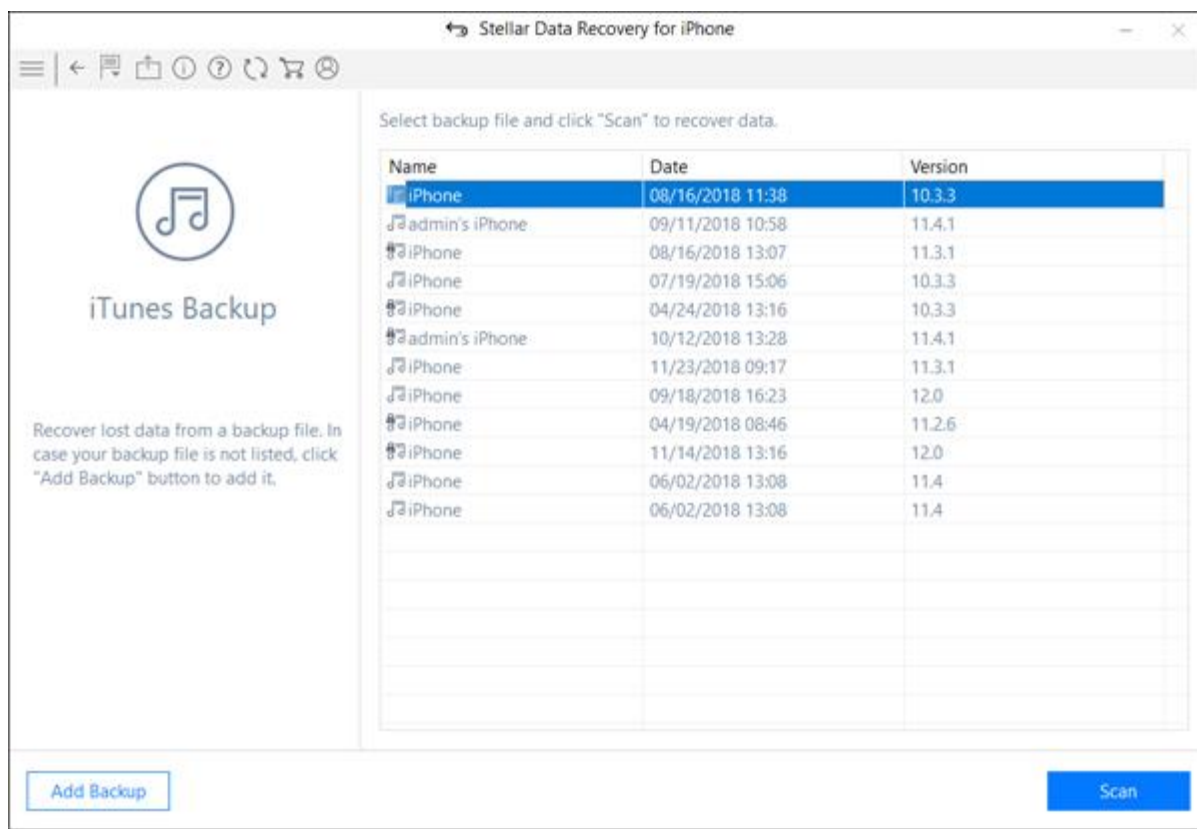 Stellar Data Recovery for iPhone
Select backup file and click "Scan" to recover data.
Name Date Version
iPhone 08/16/2018 11:38 10.3.3
admin's iPhone 09/11/2018 10:58 11.4.1
iPhone 08/16/2018 13:07 11.3.1
iPhone 07/19/2018 15:06 10.3.3
iPhone 04/24/2018 13:16 10.3.3
admin's iPhone 10/12/2018 13:28 11.4.1
iPhone 11/23/2018 09:17 11.3.1
iPhone 09/18/2018 16:23 12.0
iPhone 04/19/2018 08:46 11.2.6
iPhone 11/14/2018 13:16 12.0
iPhone 06/02/2018 13:08 11.4
iPhone 06/02/2018 13:08 11.4
iTunes Backup
Recover lost data from a backup file. In
case your backup file is not listed, click
"Add Backup" button to add it.
Add Backup
Scan